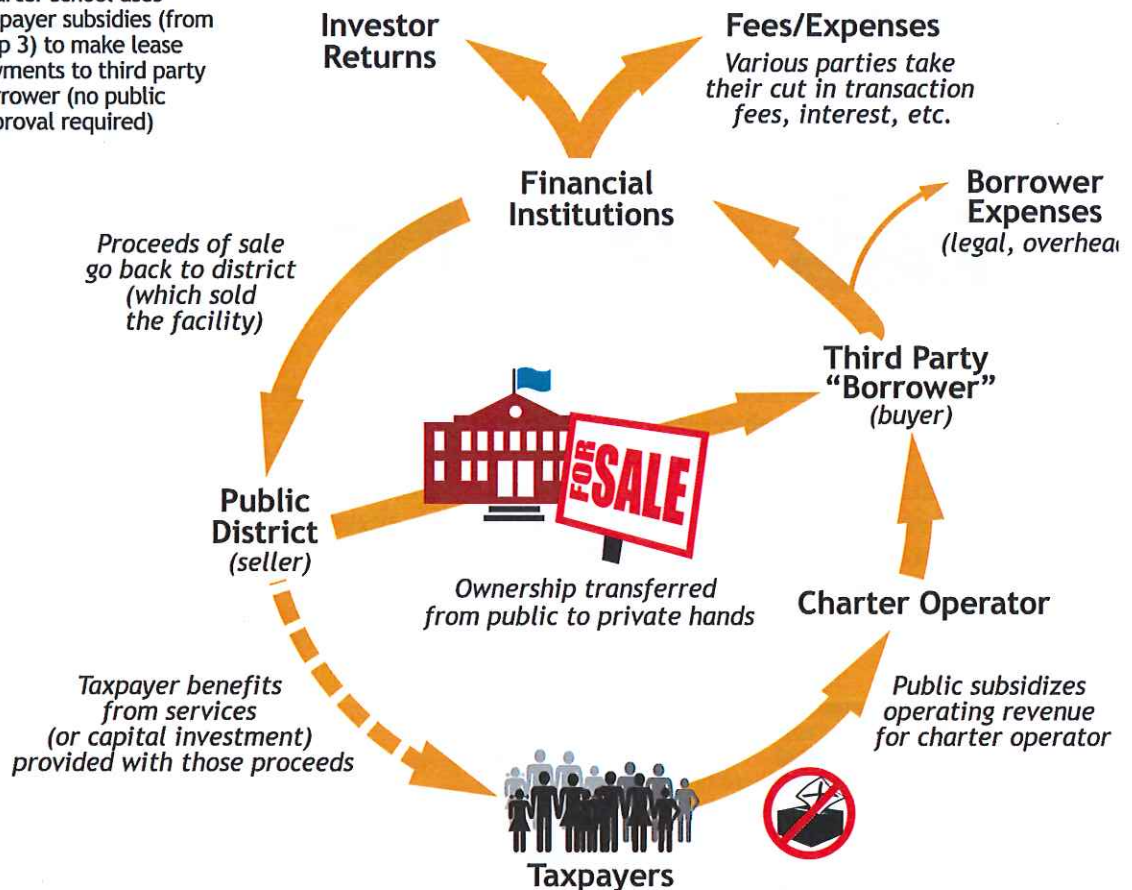 payer subsidies (from
p 3) to make lease
ments to third party
rower (no public
proval required)
Investor
Returns
Fees/Expenses
Various parties take
their cut in transaction
fees, interest, etc.
Financial
Institutions
Borrower
Expenses
(legal, overhea
Proceeds of sale
go back to district
(which sold
the facility)
Third Party
"Borrower"
(buyer)
FOR
SALE
Public
District
(seller)
Ownership transferred
from public to private hands
Charter Operator
Taxpayer benefits
from services
(or capital investment)
provided with those proceeds
Public subsidizes
operating revenue
for charter operator
Taxpayers